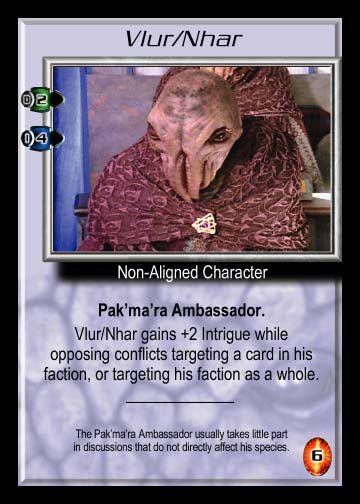 Vlur/Nhar
D 2
D 4
Non-Aligned Character
Pak'ma'ra Ambassador.
Vlur/Nhar gains +2 Intrigue while
opposing conflicts targeting a card in his
faction, or targeting his faction as a whole.
The Pak'ma'ra Ambassador usually takes little part
in discussions that do not directly affect his species.
6